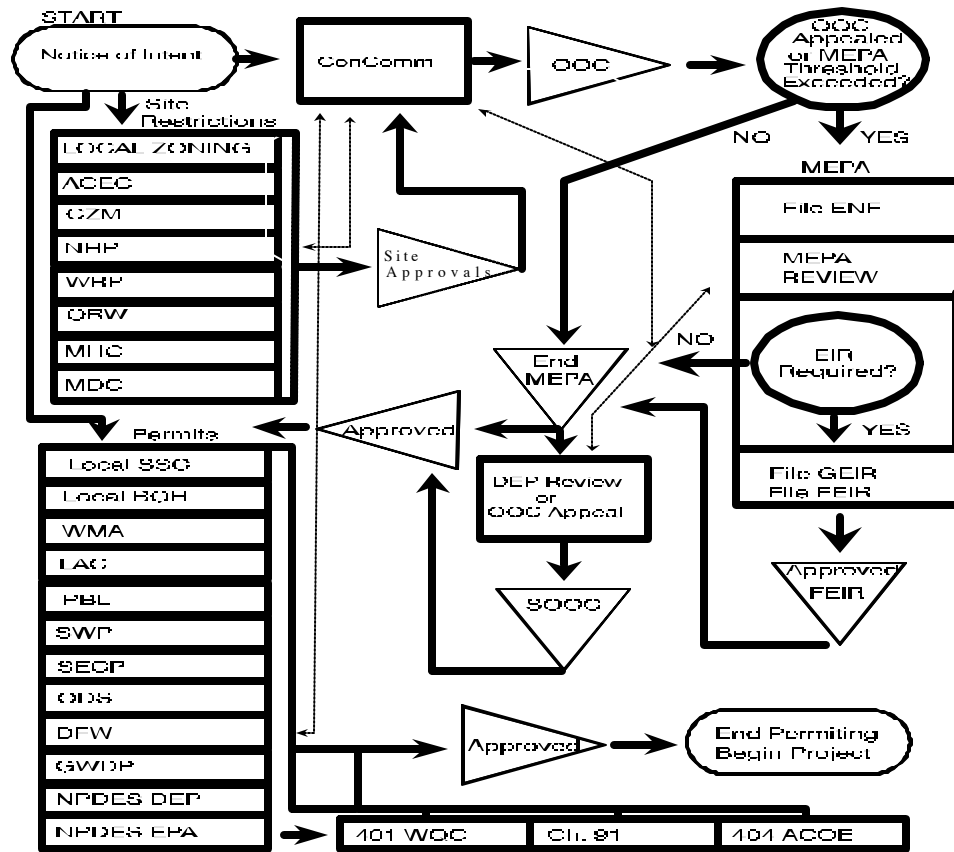 START
Notice of Intent
ConComm
OOC
OOC
Appealed
or MEPA
Threshold
Exceeded?
Site
Restrictions
NO
YES
LOCAL ZONING
ACEC
CZM
NHP
WRP
ORW
MHC
MDC
Site
Approvals
MEPA
File ENF
MEPA
REVIEW
NO
EIR
Required?
YES
End
MEPA
File GEIR
File FEIR
Approved
Permits
DEP Review
or
OOC Appeal
Approved
FEIR
SOOC
Local SSC
Local BOH
WMA
LAC
PBL
SWP
SECP
ODS
DFW
GWDP
NPDES DEP
NPDES EPA
Approved
End Permitting
Begin Project
401 WQC
Ch. 91
404 ACOE